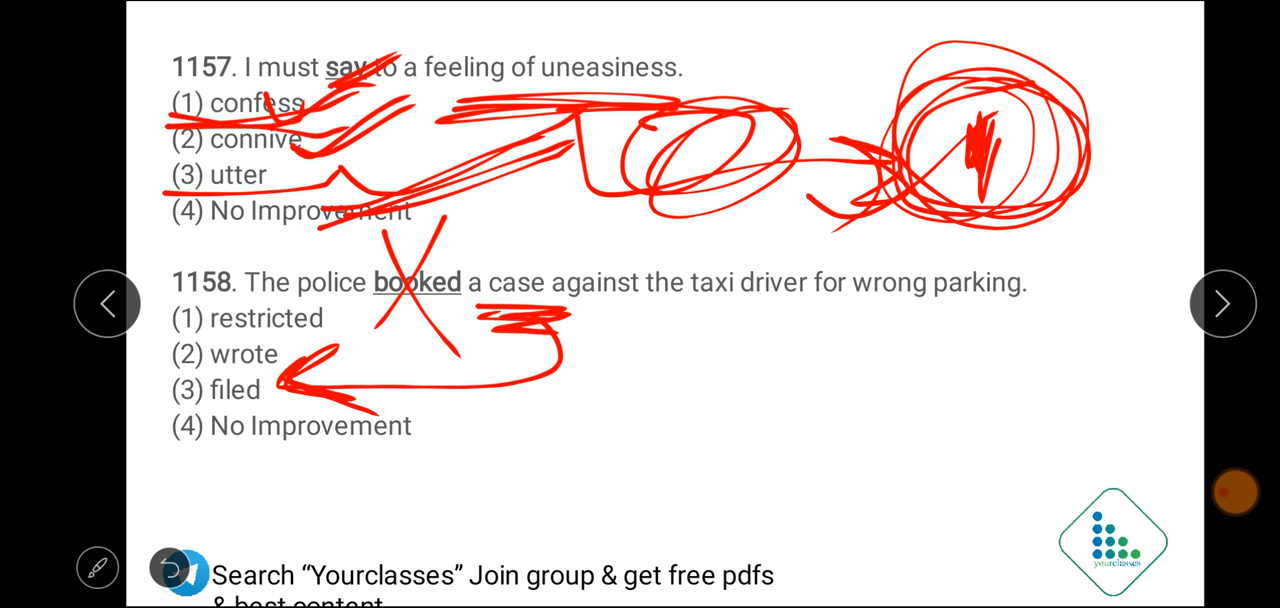 1157. I must say to a feeling of uneasiness.
(1) confess
(2) connive
(3) utter
(4) No Improvement
1158. The police booked a case against the taxi driver for wrong parking.
(1) restricted
(2) wrote
(3) filed
(4) No Improvement
yourclasses
Search “Yourclasses” Join group & get free pdfs
& best content